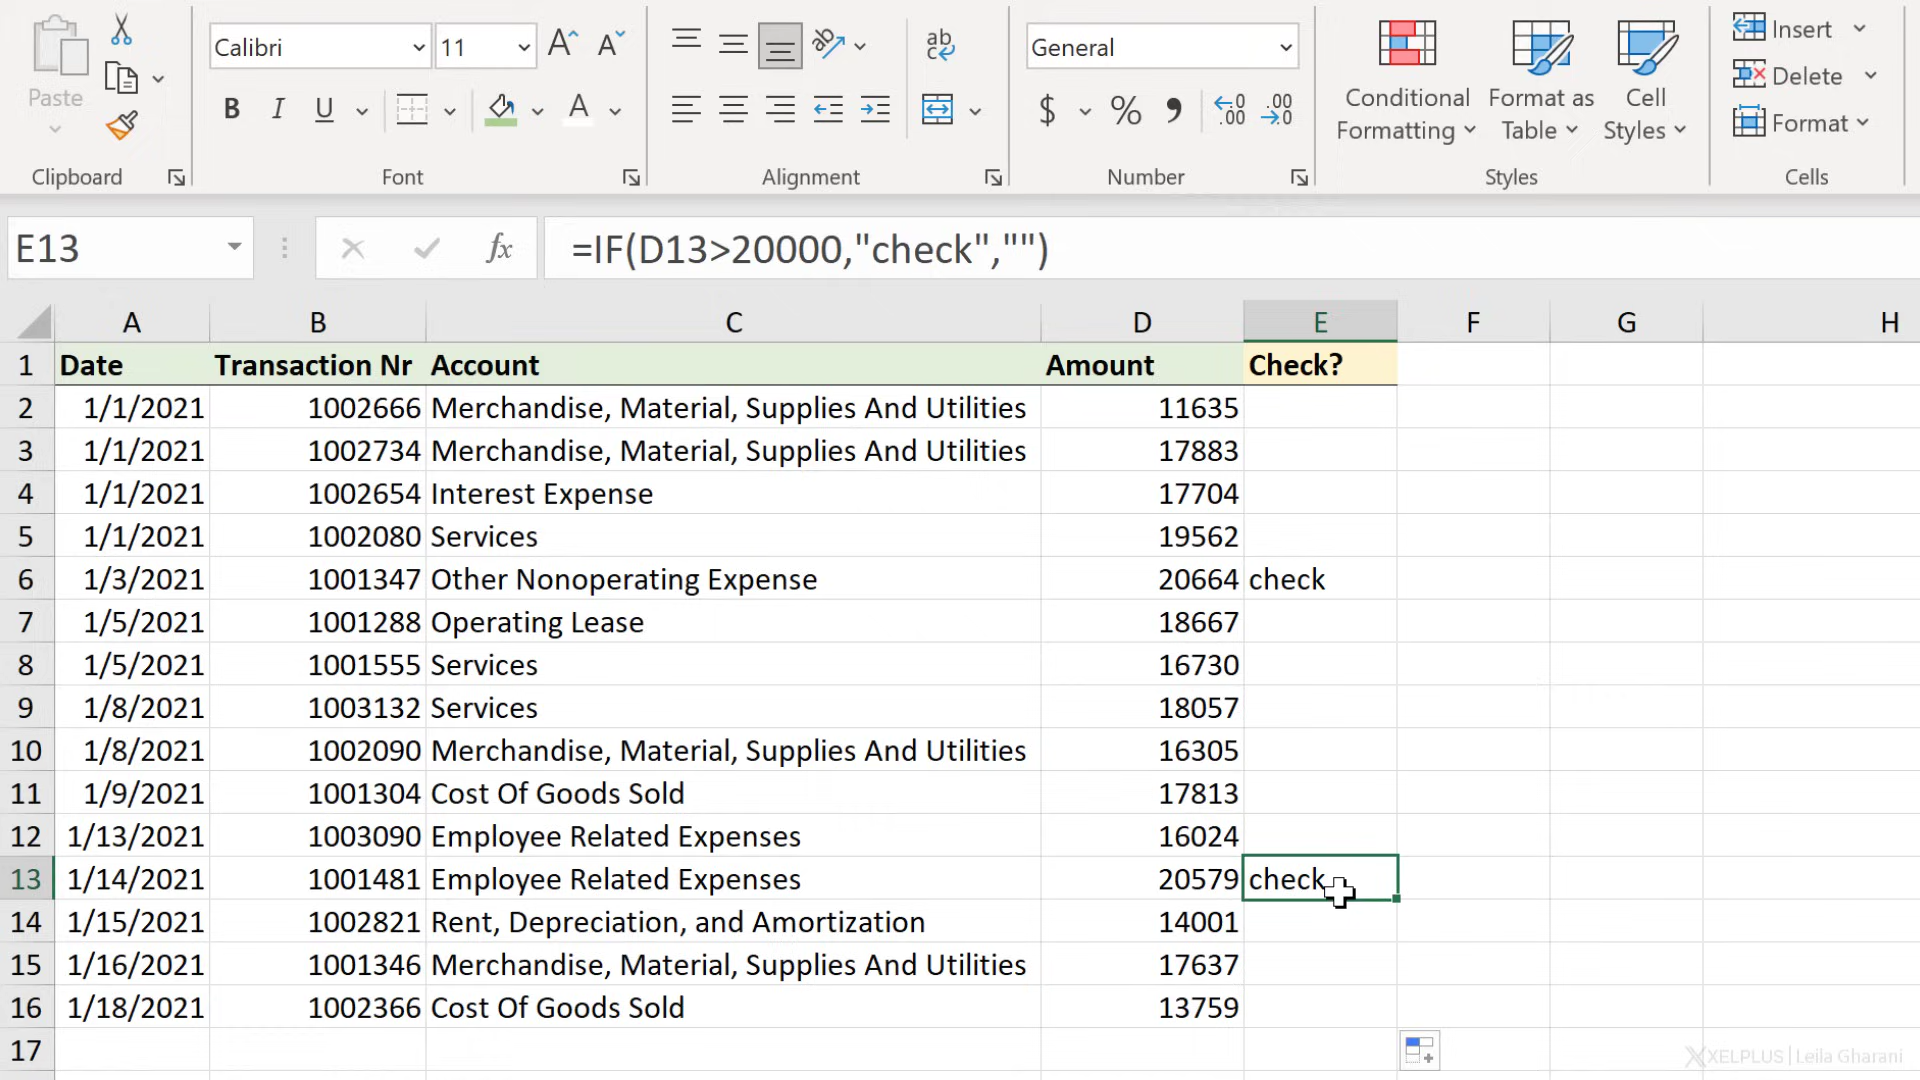 Calibri 11 General Insert
Paste Conditional Formatting Format as Table Cell Styles Delete
Format
Clipboard Font Alignment Number Styles Cells
E13 fx =IF(D13>20000,"check","")
A B C D E F G H
1 Date Transaction Nr Account Amount Check?
2 1/1/2021 1002666 Merchandise, Material, Supplies And Utilities 11635
3 1/1/2021 1002734 Merchandise, Material, Supplies And Utilities 17883
4 1/1/2021 1002654 Interest Expense 17704
5 1/1/2021 1002080 Services 19562
6 1/3/2021 1001347 Other Nonoperating Expense 20664 check
7 1/5/2021 1001288 Operating Lease 18667
8 1/5/2021 1001555 Services 16730
9 1/8/2021 1003132 Services 18057
10 1/8/2021 1002090 Merchandise, Material, Supplies And Utilities 16305
11 1/9/2021 1001304 Cost Of Goods Sold 17813
12 1/13/2021 1003090 Employee Related Expenses 16024
13 1/14/2021 1001481 Employee Related Expenses 20579 check
14 1/15/2021 1002821 Rent, Depreciation, and Amortization 14001
15 1/16/2021 1001346 Merchandise, Material, Supplies And Utilities 17637
16 1/18/2021 1002366 Cost Of Goods Sold 13759
17
XELPLUS | Leila Gharani